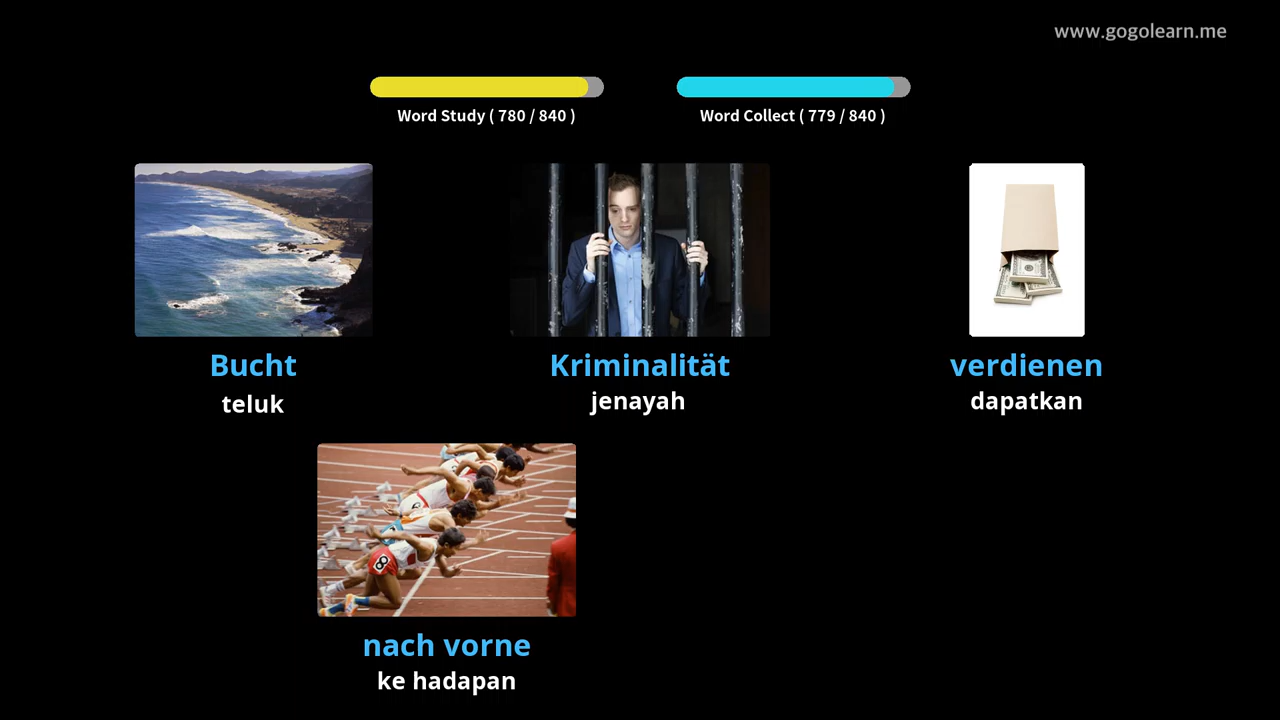 www.gogolearn.me
Word Study ( 780 / 840 )
Word Collect ( 779 / 840 )
Bucht
teluk
Kriminalität
jenayah
verdienen
dapatkan
8
nach vorne
ke hadapan